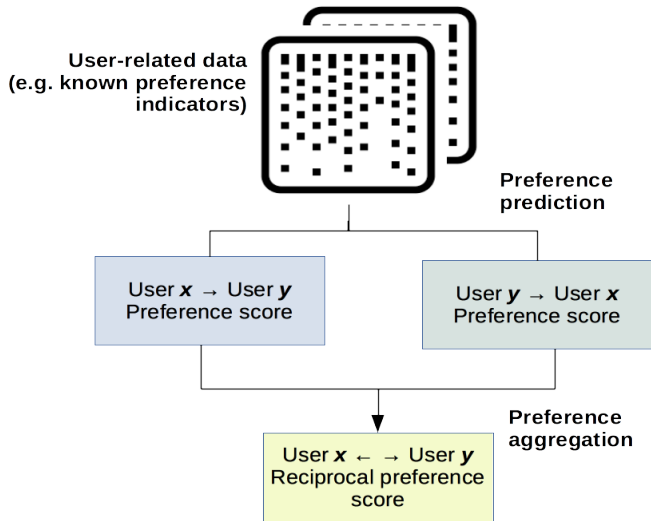 User-related data
(e.g. known preference
indicators)
Preference
prediction
User x → User y
Preference score
User y → User x
Preference score
Preference
aggregation
User x ← → User y
Reciprocal preference
score